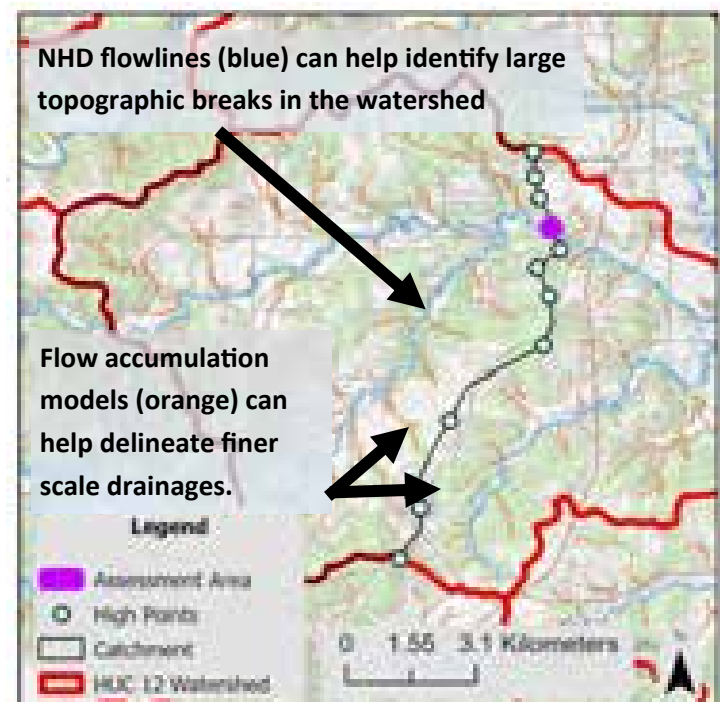 NHD flowlines (blue) can help identify large
topographic breaks in the watershed
Flow accumulation
models (orange) can
help delineate finer
scale drainages.
Legend
Assessment Area
High Points
Catchment
HUC 12 Watershed
0 1.55 3.1 Kilometers